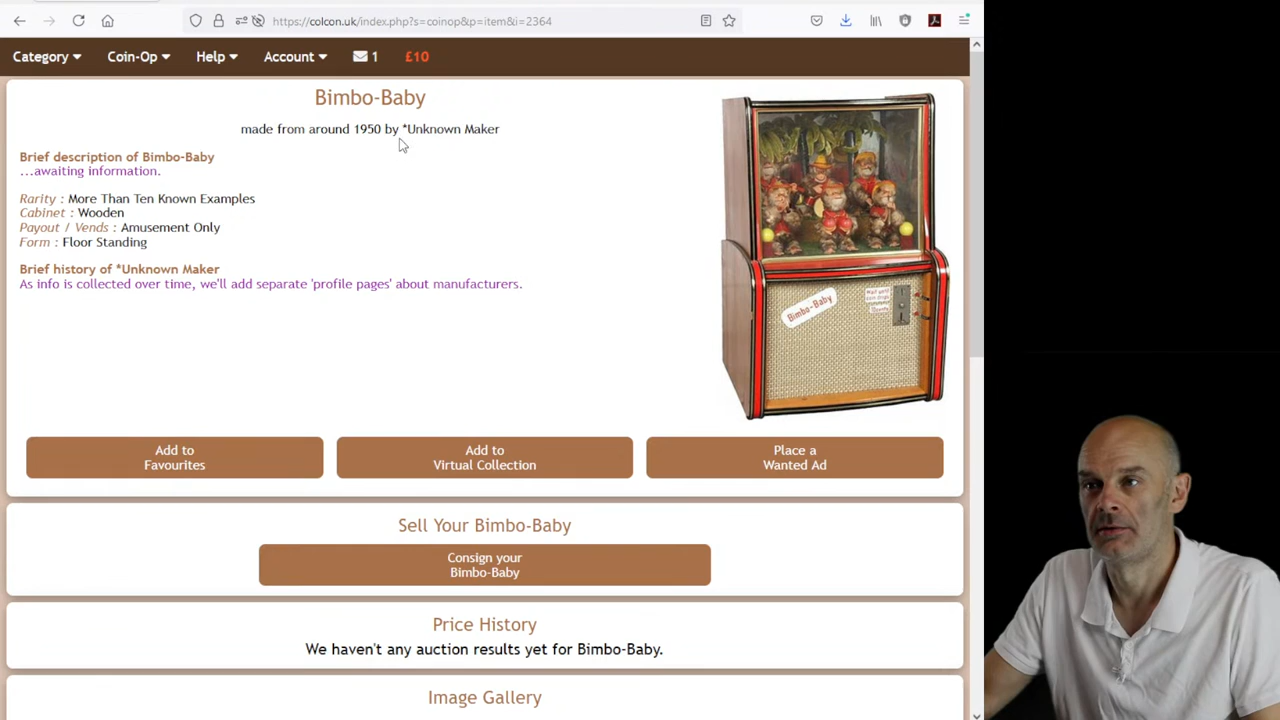 https://colcon.uk/index.php?s=coinop&p=item&i=2364
Category
Coin-Op
Help
Account
1
£10
Bimbo-Baby
made from around 1950 by *Unknown Maker
Brief description of Bimbo-Baby
...awaiting information.
Rarity : More Than Ten Known Examples
Cabinet : Wooden
Payout / Vends : Amusement Only
Form : Floor Standing
Brief history of *Unknown Maker
As info is collected over time, we'll add separate 'profile pages' about manufacturers.
Bimbo-Baby
Add to
Favourites
Add to
Virtual Collection
Place a
Wanted Ad
Sell Your Bimbo-Baby
Consign your
Bimbo-Baby
Price History
We haven't any auction results yet for Bimbo-Baby.
Image Gallery